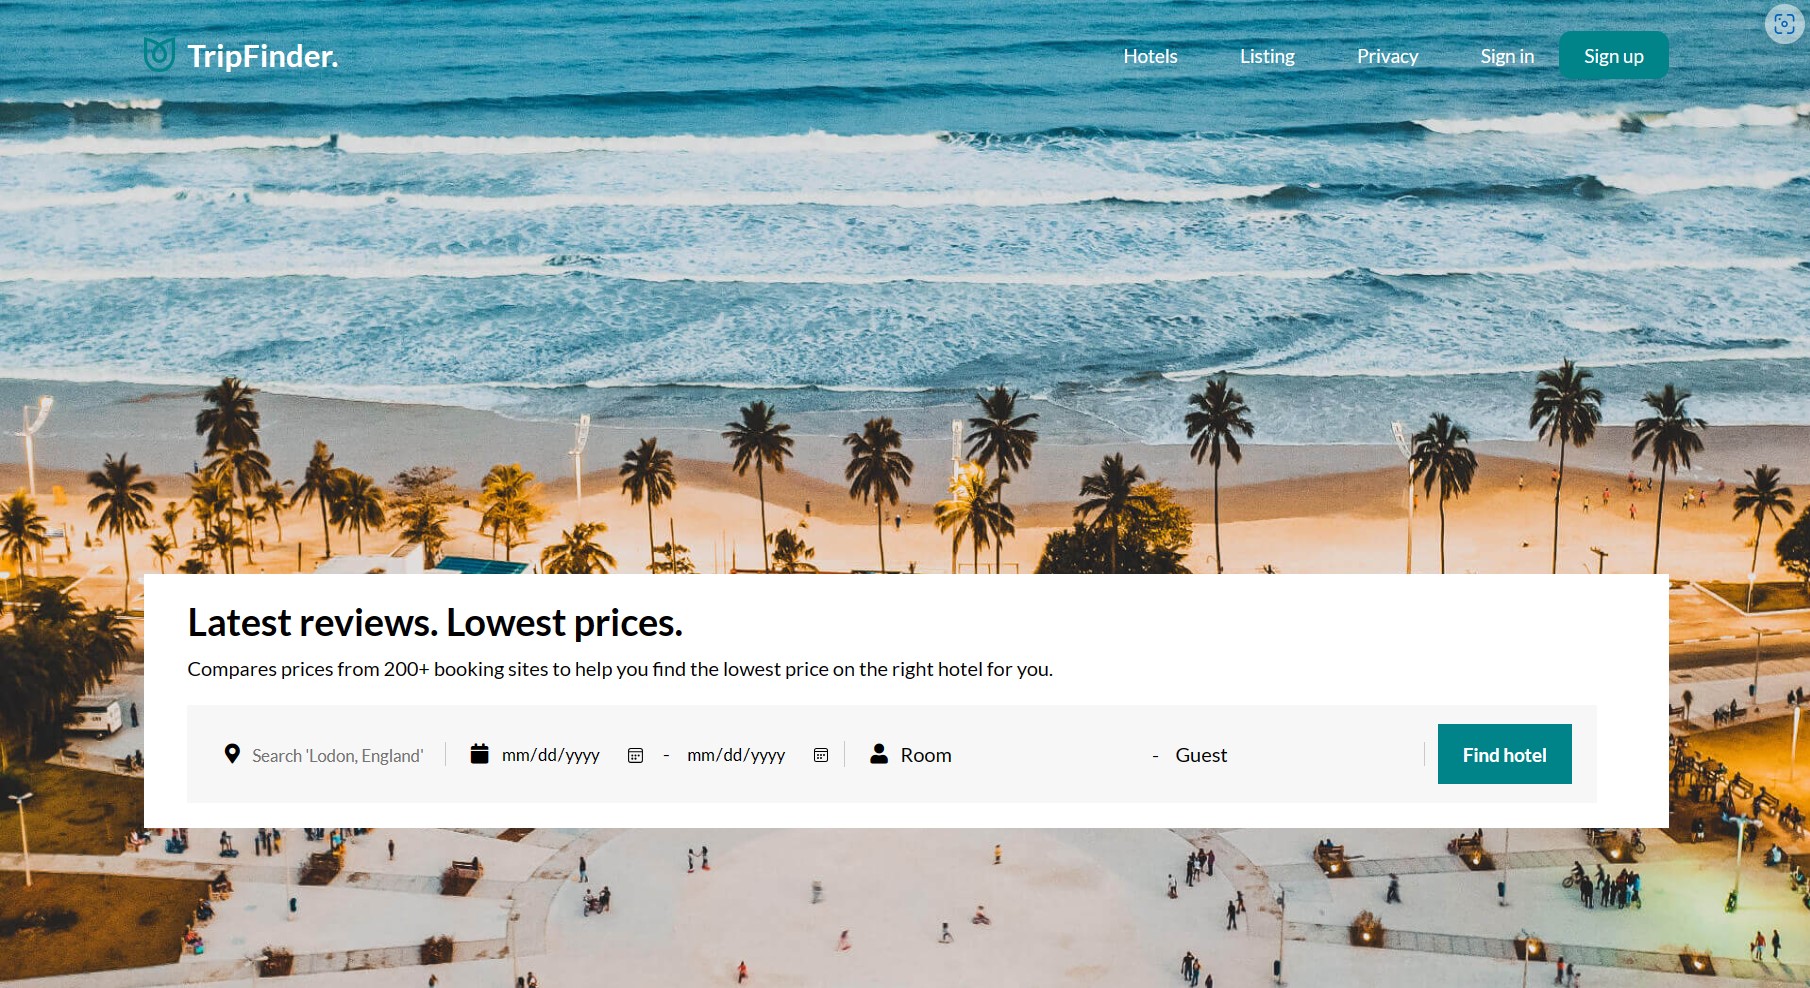 TripFinder.
Hotels Listing Privacy Sign in Sign up
Latest reviews. Lowest prices.
Compares prices from 200+ booking sites to help you find the lowest price on the right hotel for you.
Search 'Lodon, England' mm/dd/yyyy - mm/dd/yyyy Room - Guest Find hotel